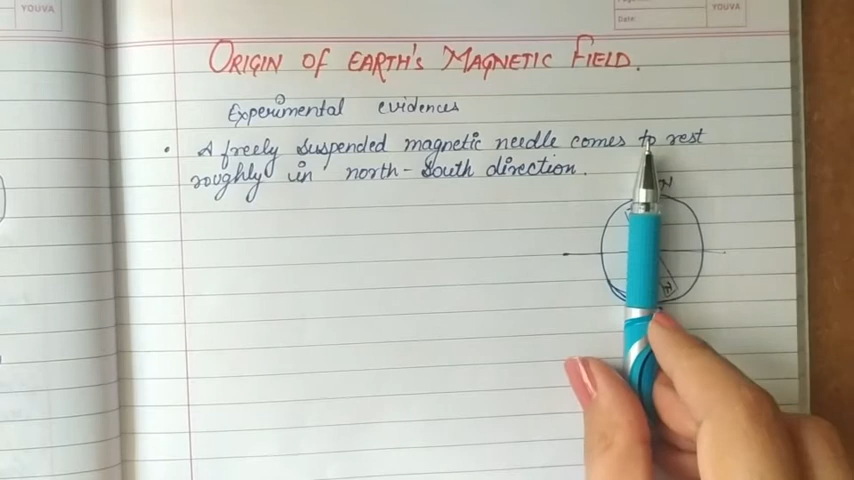 YOUVA
Date:
YOUVA
ORIGIN OF EARTH'S MAGNETIC FIELD.
Experimental evidences
• A freely suspended magnetic needle comes to rest
roughly in north-south direction.
N
N